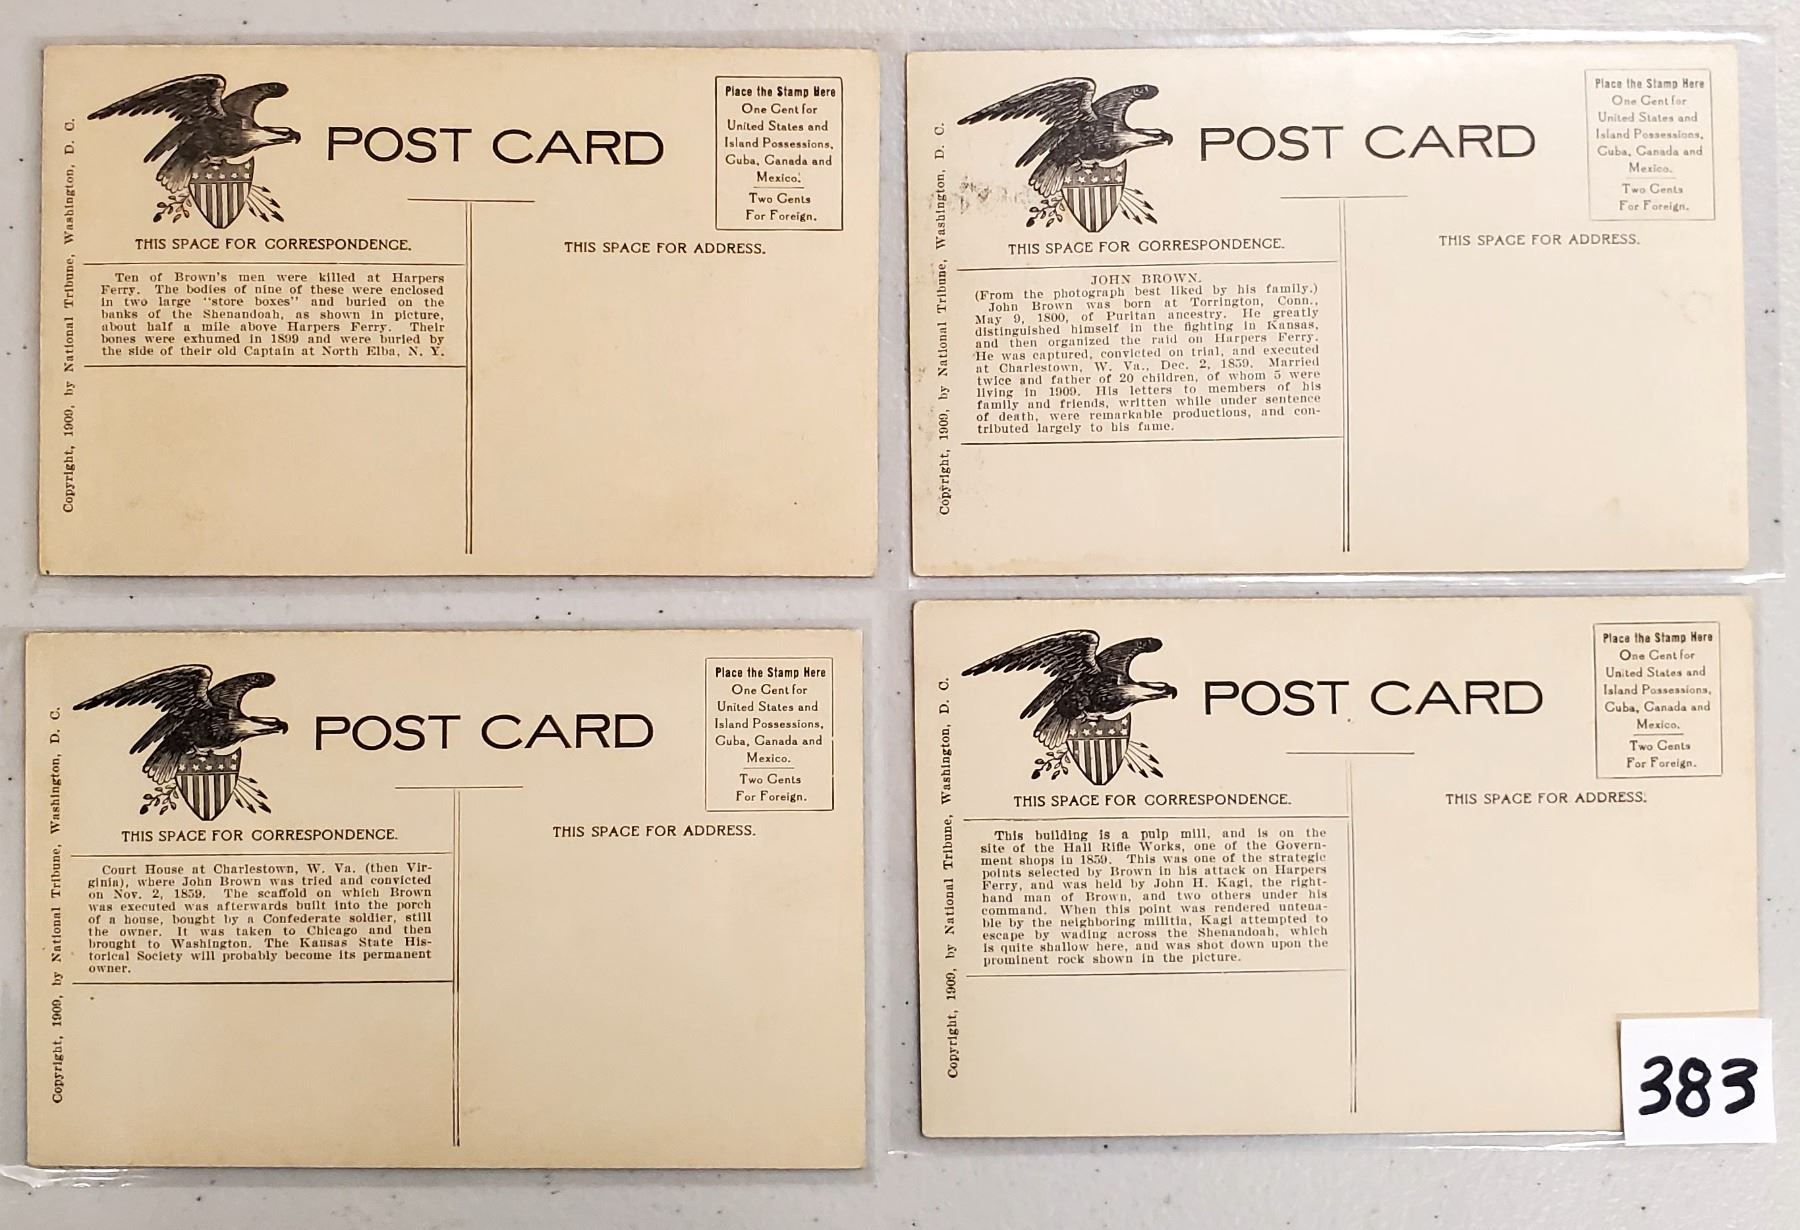 POST CARD
Place the Stamp Here
One Cent for
United States and
Island Possessions,
Cuba, Canada and
Mexico.
Two Cents
For Foreign.
THIS SPACE FOR CORRESPONDENCE.
THIS SPACE FOR ADDRESS.
Ten of Brown's men were killed at Harpers
Ferry. The bodies of nine of these were enclosed
in two large "store boxes" and buried on the
banks of the Shenandoah, as shown in picture,
about half a mile above Harpers Ferry. Their
bones were exhumed in 1899 and were buried by
the side of their old Captain at North Elba, N. Y.
Copyright, 1909, by National Tribune, Washington, D. C.
POST CARD
Place the Stamp Here
One Cent for
United States and
Island Possessions,
Cuba, Canada and
Mexico.
Two Cents
For Foreign.
THIS SPACE FOR CORRESPONDENCE.
THIS SPACE FOR ADDRESS.
JOHN BROWN.
(From the photograph best liked by his family.)
John Brown was born at Torrington, Conn.,
May 9, 1800, of Puritan ancestry. He greatly
distinguished himself in the fighting in Kansas,
and then organized the raid on Harpers Ferry.
He was captured, convicted on trial, and executed
at Charlestown, W. Va., Dec. 2, 1859. Married
twice and father of 20 children, of whom 5 were
living in 1909. His letters to members of his
family and friends, written while under sentence
of death, were remarkable productions, and con-
tributed largely to his fame.
Copyright, 1909, by National Tribune, Washington, D. C.
POST CARD
Place the Stamp Here
One Cent for
United States and
Island Possessions,
Cuba, Canada and
Mexico.
Two Cents
For Foreign.
THIS SPACE FOR CORRESPONDENCE.
THIS SPACE FOR ADDRESS.
Court House at Charlestown, W. Va. (then Vir-
ginia), where John Brown was tried and convicted
on Nov. 2, 1859. The scaffold on which Brown
was executed was afterwards built into the porch
of a house, bought by a Confederate soldier, still
the owner. It was taken to Chicago and then
brought to Washington. The Kansas State His-
torical Society will probably become its permanent
owner.
Copyright, 1909, by National Tribune, Washington, D. C.
POST CARD
Place the Stamp Here
One Cent for
United States and
Island Possessions,
Cuba, Canada and
Mexico.
Two Cents
For Foreign.
THIS SPACE FOR CORRESPONDENCE.
THIS SPACE FOR ADDRESS.
This building is a pulp mill, and is on the
site of the Hall Rifle Works, one of the Govern-
ment shops in 1859. This was one of the strategic
points selected by Brown in his attack on Harpers
Ferry, and was held by John H. Kagi, the right-
hand man of Brown, and two others under his
command. When this point was rendered untena-
ble by the neighboring militia, Kagi attempted to
escape by wading across the Shenandoah, which
is quite shallow here, and was shot down upon the
prominent rock shown in the picture.
Copyright, 1909, by National Tribune, Washington, D. C.
383